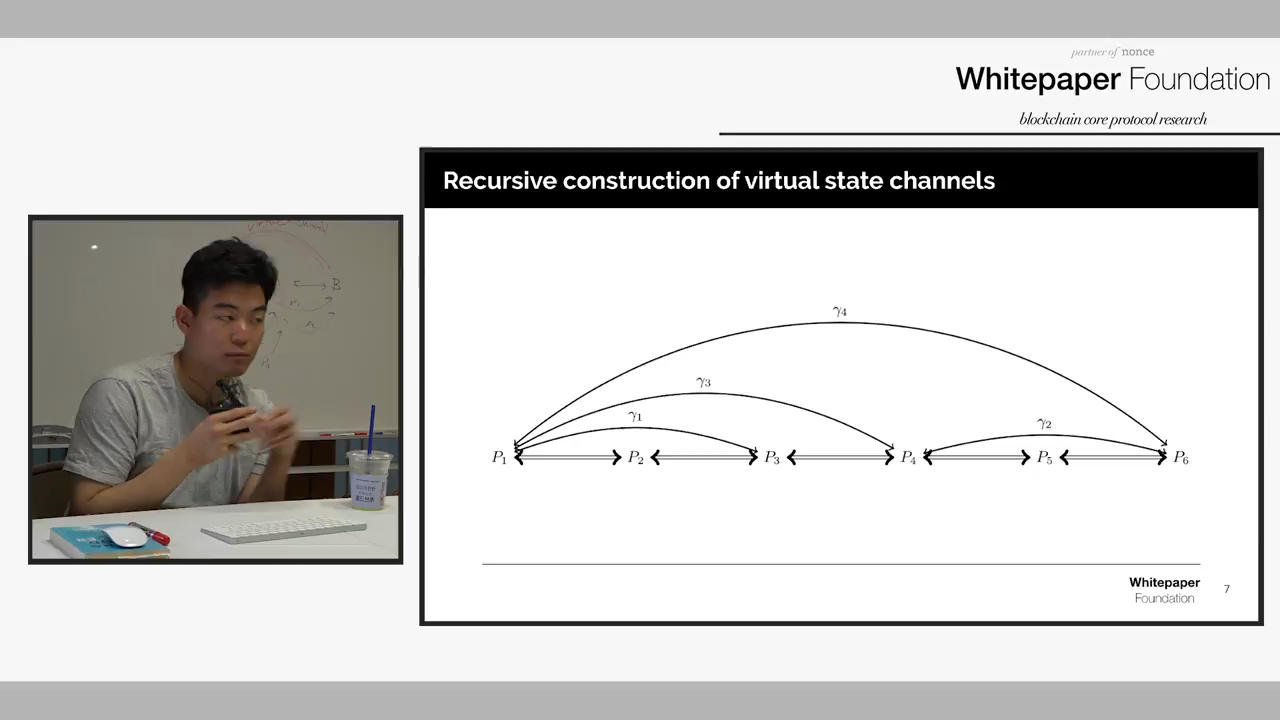 partner of nonce
Whitepaper Foundation
blockchain core protocol research
Recursive construction of virtual state channels
γ4
γ3
γ1
γ2
P1 P2 P3 P4 P5 P6
Whitepaper
Foundation
7
B